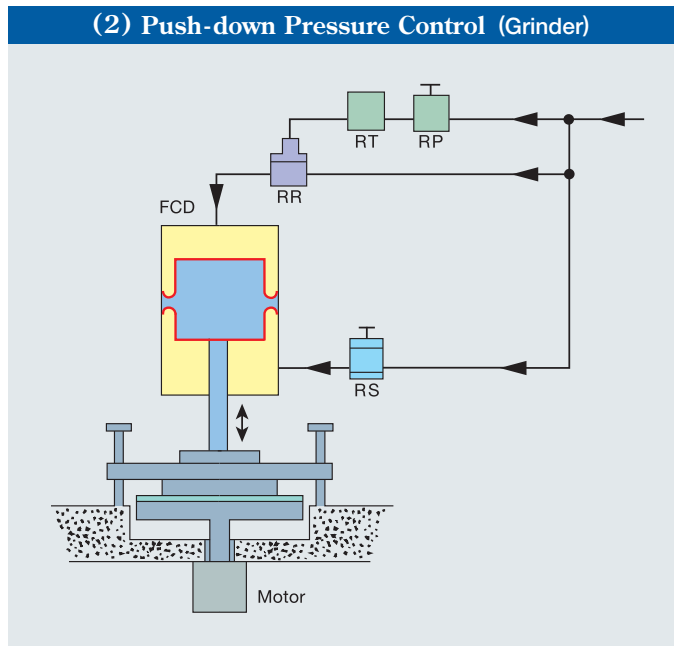 (2) Push-down Pressure Control (Grinder)
RT
RP
RR
FCD
RS
Motor